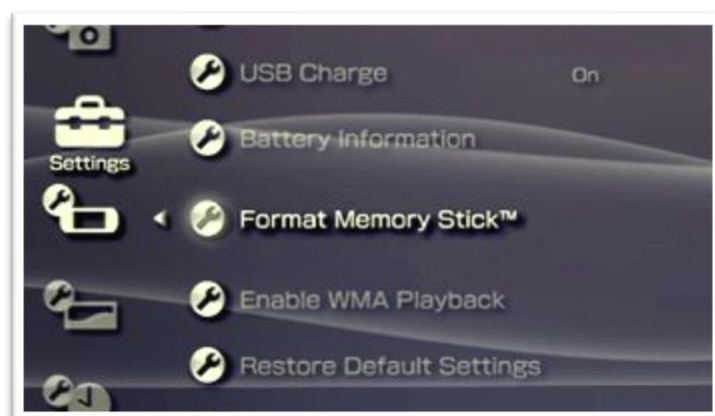 USB Charge On
Settings
Battery Information
Format Memory Stick™
Enable WMA Playback
Restore Default Settings